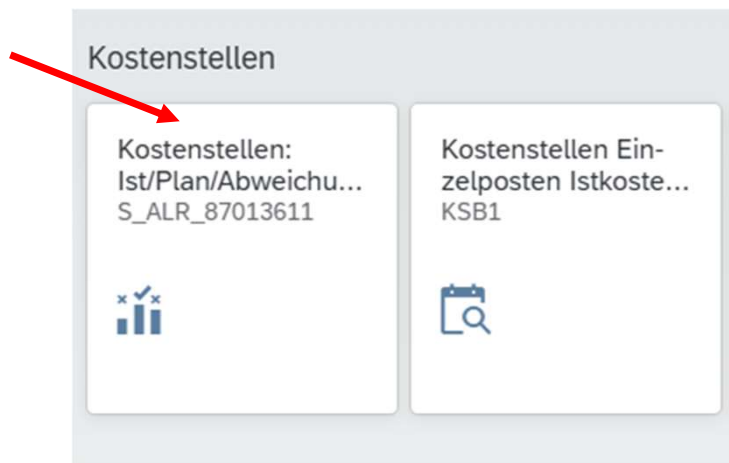 Kostenstellen
Kostenstellen:
Ist/Plan/Abweichu...
S_ALR_87013611
Kostenstellen Ein-
zelposten Istkoste...
KSB1